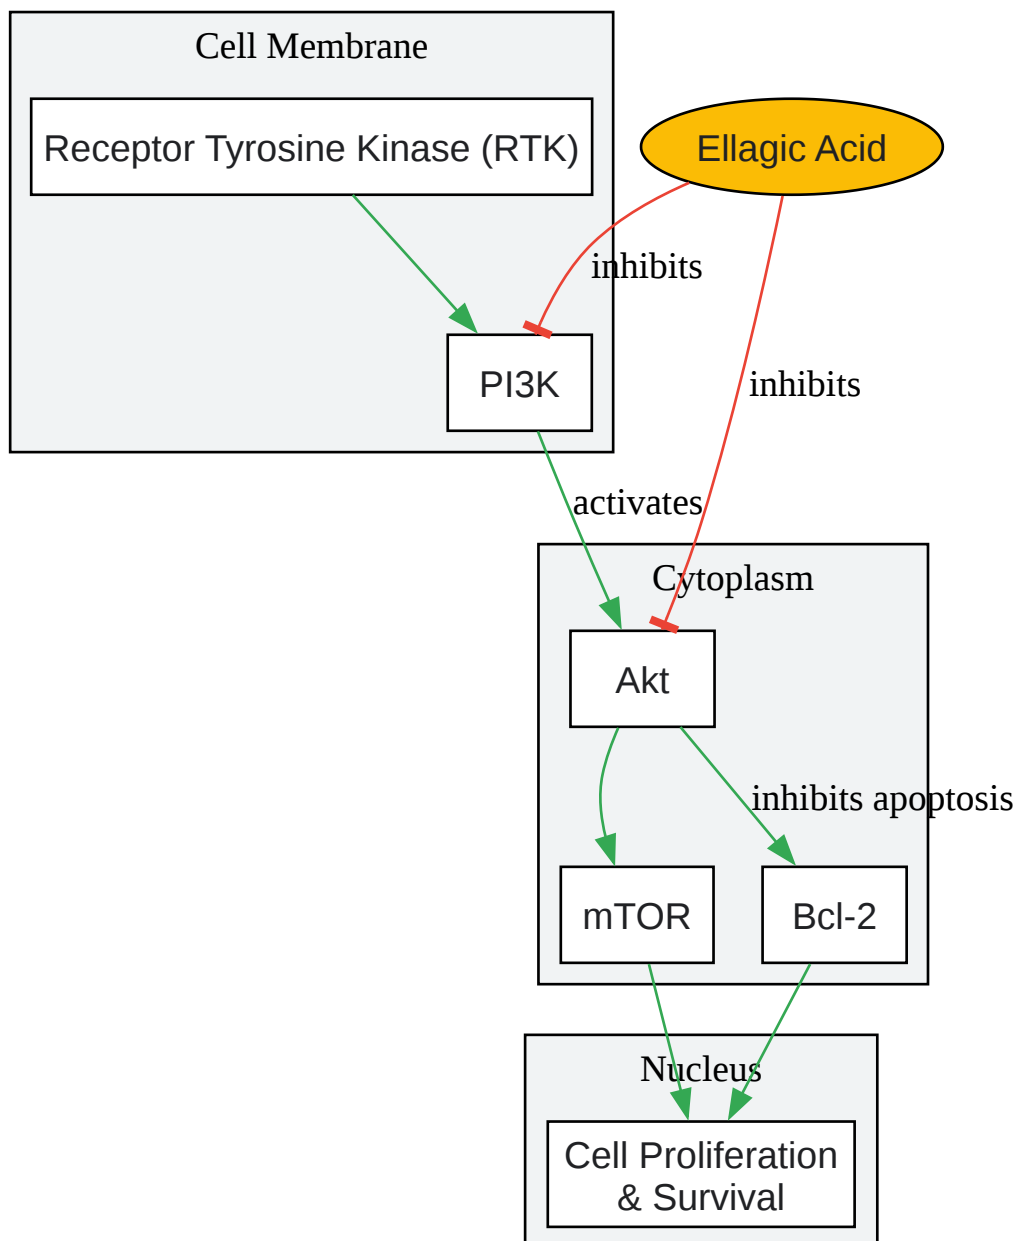 Cell Membrane
Receptor Tyrosine Kinase (RTK)
Ellagic Acid
inhibits
PI3K
inhibits
activates
Cytoplasm
Akt
inhibits apoptosis
mTOR
Bcl-2
Nucleus
Cell Proliferation
& Survival